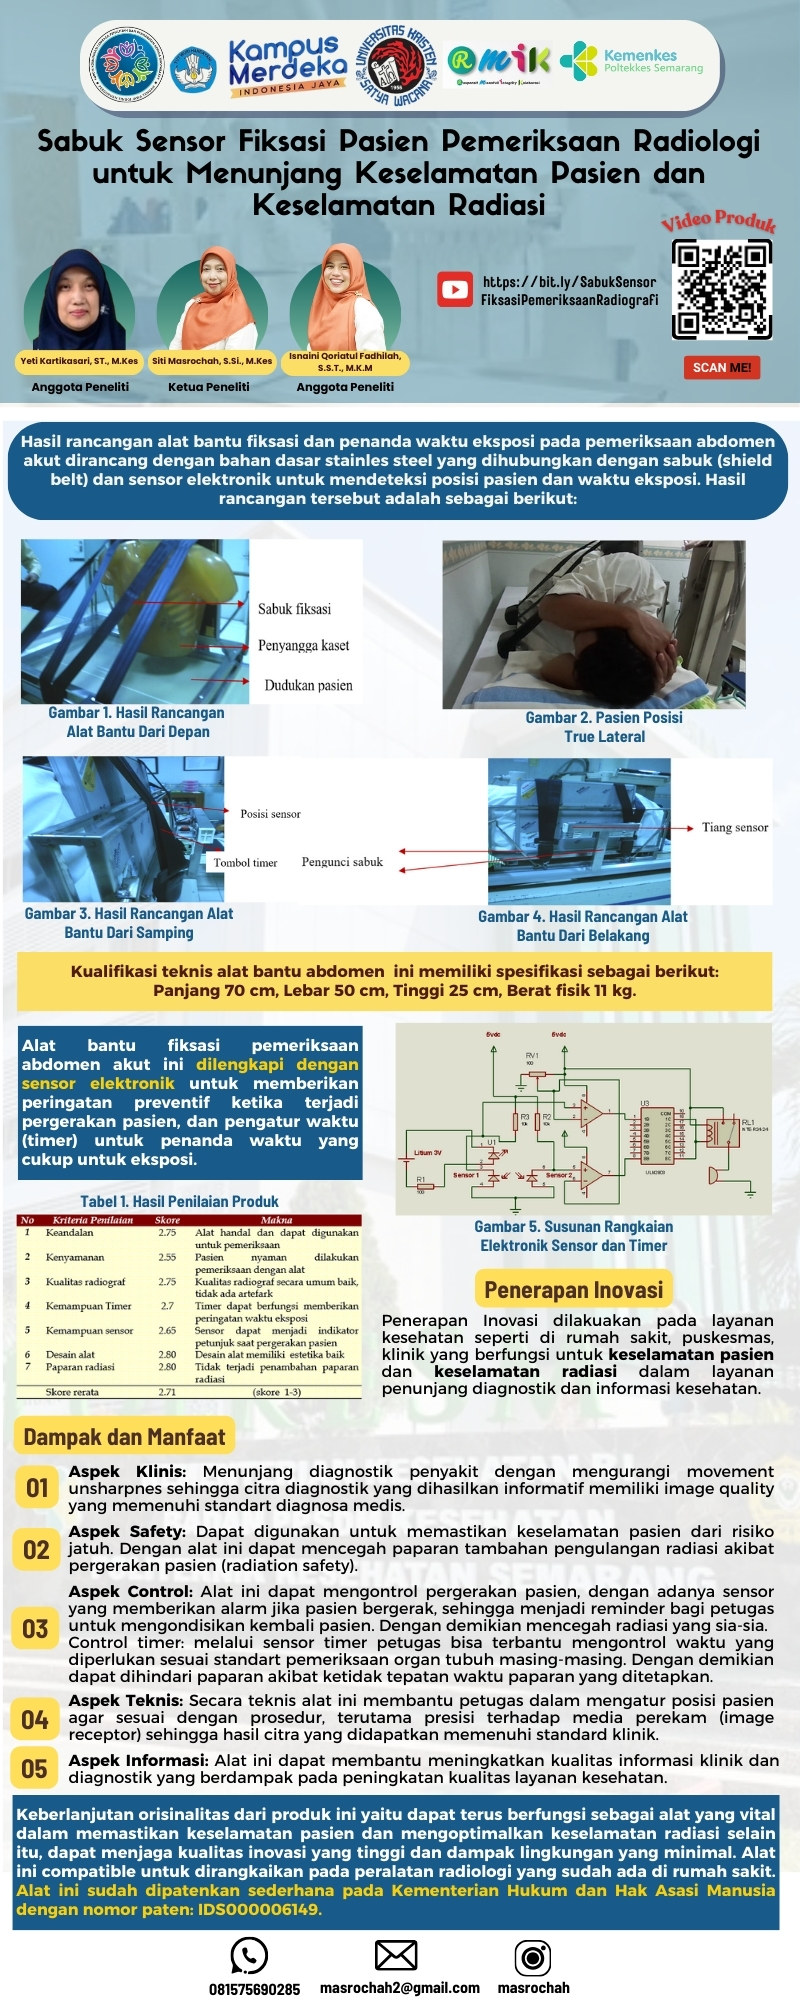 Kampus
Merdeka
INDONESIA JAYA
UNIVERSITAS KRISTEN
SATYA WACANA
1956
RMIK
Kemenkes
Poltekkes Semarang
Sabuk Sensor Fiksasi Pasien Pemeriksaan Radiologi
untuk Menunjang Keselamatan Pasien dan
Keselamatan Radiasi
Video Produk
https://bit.ly/SabukSensor
FiksasiPemeriksaanRadiografi
SCAN ME!
Yeti Kartikasari, ST., M.Kes
Anggota Peneliti
Siti Masrochah, S.Si., M.Kes
Ketua Peneliti
Isnaini Qoriatul Fadhilah,
S.S.T., M.K.M
Anggota Peneliti
Hasil rancangan alat bantu fiksasi dan penanda waktu eksposi pada pemeriksaan abdomen
akut dirancang dengan bahan dasar stainles steel yang dihubungkan dengan sabuk (shield
belt) dan sensor elektronik untuk mendeteksi posisi pasien dan waktu eksposi. Hasil
rancangan tersebut adalah sebagai berikut:
Sabuk fiksasi
Penyangga kaset
Dudukan pasien
Gambar 1. Hasil Rancangan
Alat Bantu Dari Depan
Gambar 2. Pasien Posisi
True Lateral
Posisi sensor
Tombol timer
Gambar 3. Hasil Rancangan Alat
Bantu Dari Samping
Pengunci sabuk
Tiang sensor
Gambar 4. Hasil Rancangan Alat
Bantu Dari Belakang
Kualifikasi teknis alat bantu abdomen ini memiliki spesifikasi sebagai berikut:
Panjang 70 cm, Lebar 50 cm, Tinggi 25 cm, Berat fisik 11 kg.
Alat bantu fiksasi pemeriksaan
abdomen akut ini dilengkapi dengan
sensor elektronik untuk memberikan
peringatan preventif ketika terjadi
pergerakan pasien, dan pengatur waktu
(timer) untuk penanda waktu yang
cukup untuk eksposi.
5vdc
5vdc
RV1
100
R3
10k
R2
10k
U1
U3
COM
RL1
Litium 3V
Sensor 1
Sensor 2
R1
100
Gambar 5. Susunan Rangkaian
Elektronik Sensor dan Timer
Tabel 1. Hasil Penilaian Produk
No Kriteria Penilaian Skore Makna
1 Keandalan 2.75 Alat handal dan dapat digunakan
untuk pemeriksaan
2 Kenyamanan 2.55 Pasien nyaman dilakukan
pemeriksaan dengan alat
3 Kualitas radiograf 2.75 Kualitas radiograf secara umum baik,
tidak ada artefark
4 Kemampuan Timer 2.7 Timer dapat berfungsi memberikan
peringatan waktu eksposi
5 Kemampuan sensor 2.65 Sensor dapat menjadi indikator
petunjuk saat pergerakan pasien
6 Desain alat 2.80 Desain alat memiliki estetika baik
7 Paparan radiasi 2.80 Tidak terjadi penambahan paparan
radiasi
Skore rerata 2.71 (skore 1-3)
Penerapan Inovasi
Penerapan Inovasi dilakuakan pada layanan
kesehatan seperti di rumah sakit, puskesmas,
klinik yang berfungsi untuk keselamatan pasien
dan keselamatan radiasi dalam layanan
penunjang diagnostik dan informasi kesehatan.
Dampak dan Manfaat
01
Aspek Klinis: Menunjang diagnostik penyakit dengan mengurangi movement
unsharpnes sehingga citra diagnostik yang dihasilkan informatif memiliki image quality
yang memenuhi standart diagnosa medis.
02
Aspek Safety: Dapat digunakan untuk memastikan keselamatan pasien dari risiko
jatuh. Dengan alat ini dapat mencegah paparan tambahan pengulangan radiasi akibat
pergerakan pasien (radiation safety).
03
Aspek Control: Alat ini dapat mengontrol pergerakan pasien, dengan adanya sensor
yang memberikan alarm jika pasien bergerak, sehingga menjadi reminder bagi petugas
untuk mengondisikan kembali pasien. Dengan demikian mencegah radiasi yang sia-sia.
Control timer: melalui sensor timer petugas bisa terbantu mengontrol waktu yang
diperlukan sesuai standart pemeriksaan organ tubuh masing-masing. Dengan demikian
dapat dihindari paparan akibat ketidak tepatan waktu paparan yang ditetapkan.
04
Aspek Teknis: Secara teknis alat ini membantu petugas dalam mengatur posisi pasien
agar sesuai dengan prosedur, terutama presisi terhadap media perekam (image
receptor) sehingga hasil citra yang didapatkan memenuhi standard klinik.
05
Aspek Informasi: Alat ini dapat membantu meningkatkan kualitas informasi klinik dan
diagnostik yang berdampak pada peningkatan kualitas layanan kesehatan.
Keberlanjutan orisinalitas dari produk ini yaitu dapat terus berfungsi sebagai alat yang vital
dalam memastikan keselamatan pasien dan mengoptimalkan keselamatan radiasi selain
itu, dapat menjaga kualitas inovasi yang tinggi dan dampak lingkungan yang minimal. Alat
ini compatible untuk dirangkaikan pada peralatan radiologi yang sudah ada di rumah sakit.
Alat ini sudah dipatenkan sederhana pada Kementerian Hukum dan Hak Asasi Manusia
dengan nomor paten: IDS000006149.
081575690285
masrochah2@gmail.com
masrochah